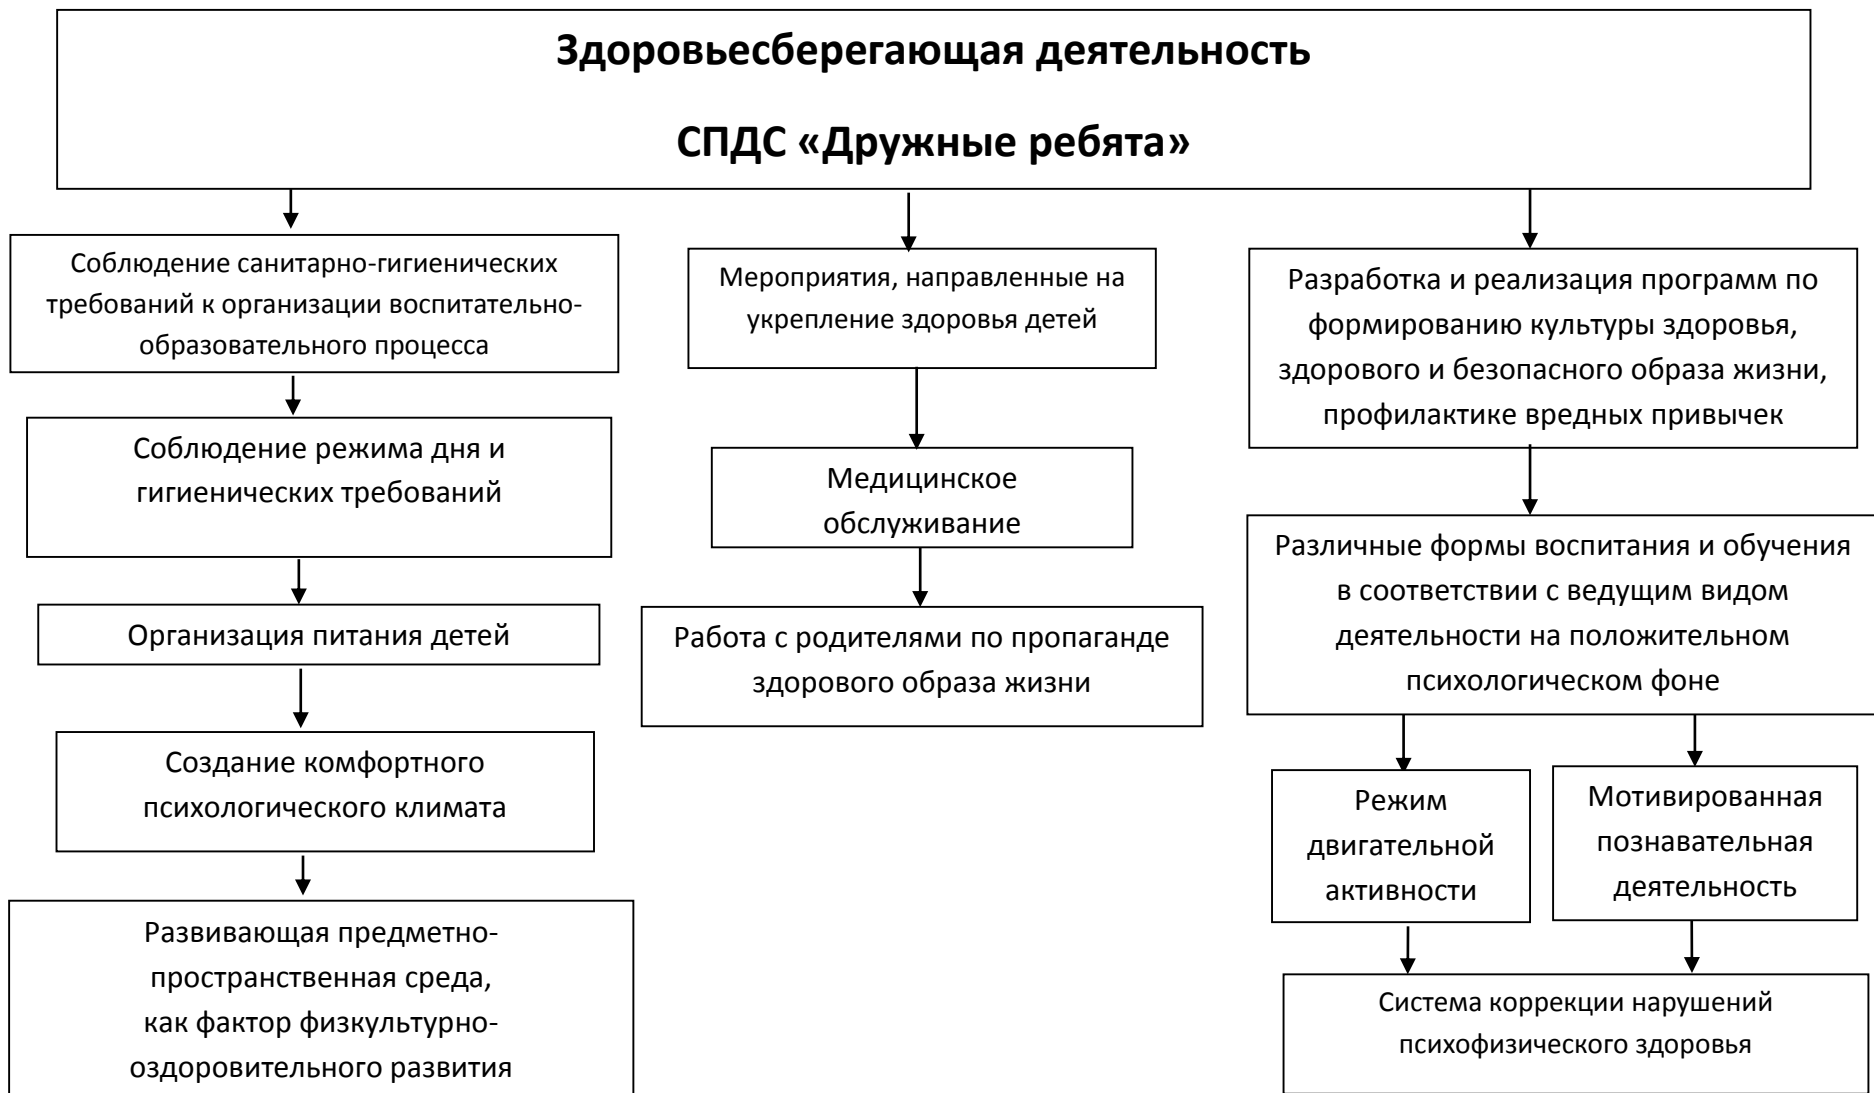 Здоровьесберегающая деятельность
СПДС «Дружные ребята»
Соблюдение санитарно-гигиенических
требований к организации воспитательно-
образовательного процесса
Соблюдение режима дня и
гигиенических требований
Организация питания детей
Создание комфортного
психологического климата
Развивающая предметно-
пространственная среда,
как фактор физкультурно-
оздоровительного развития
Мероприятия, направленные на
укрепление здоровья детей
Медицинское
обслуживание
Работа с родителями по пропаганде
здорового образа жизни
Разработка и реализация программ по
формированию культуры здоровья,
здорового и безопасного образа жизни,
профилактике вредных привычек
Различные формы воспитания и обучения
в соответствии с ведущим видом
деятельности на положительном
психологическом фоне
Режим
двигательной
активности
Мотивированная
познавательная
деятельность
Система коррекции нарушений
психофизического здоровья